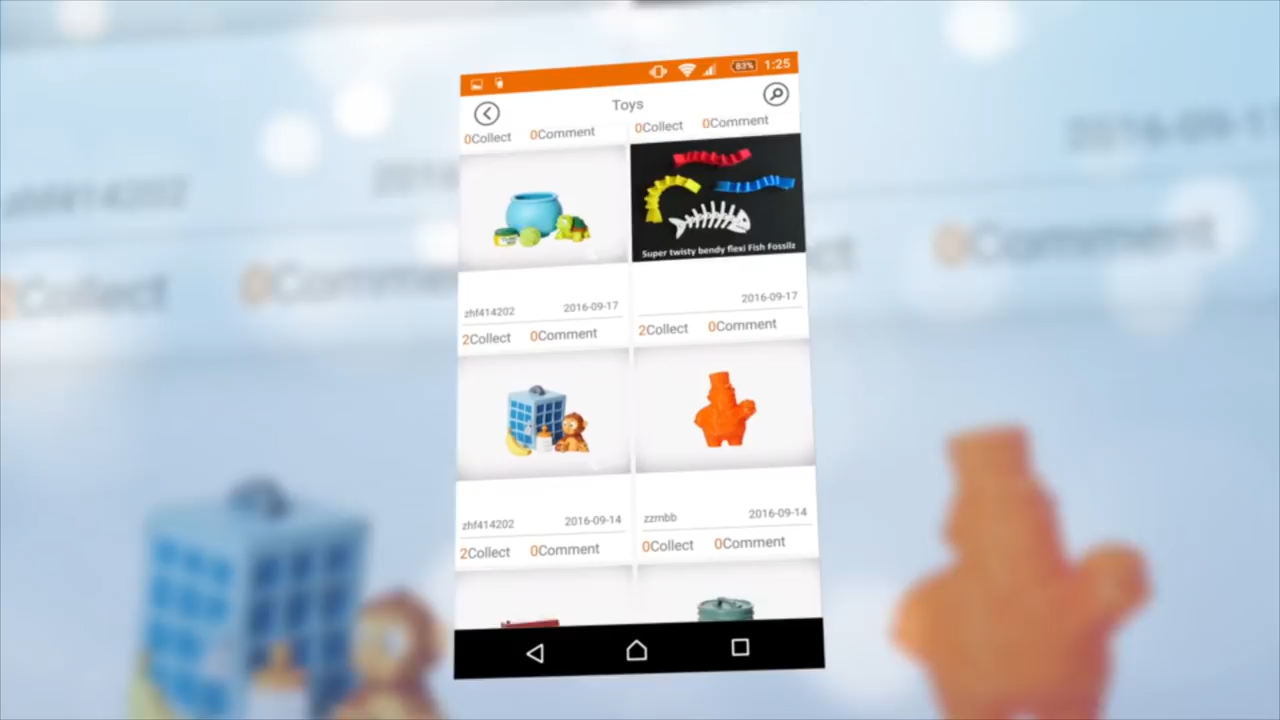 83% 1:25
Toys
0Collect 0Comment 0Collect 0Comment
Super twisty bendy flexi Fish Fossilz
zhf414202 2016-09-17 2016-09-17
2Collect 0Comment 2Collect 0Comment
zhf414202 2016-09-14 zzmbb 2016-09-14
2Collect 0Comment 0Collect 0Comment